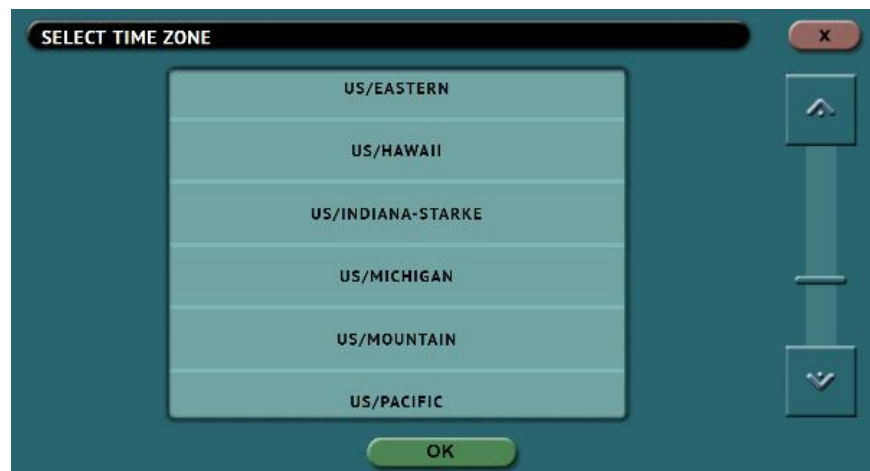 SELECT TIME ZONE
X
US/EASTERN
US/HAWAII
US/INDIANA-STARKE
US/MICHIGAN
US/MOUNTAIN
US/PACIFIC
OK